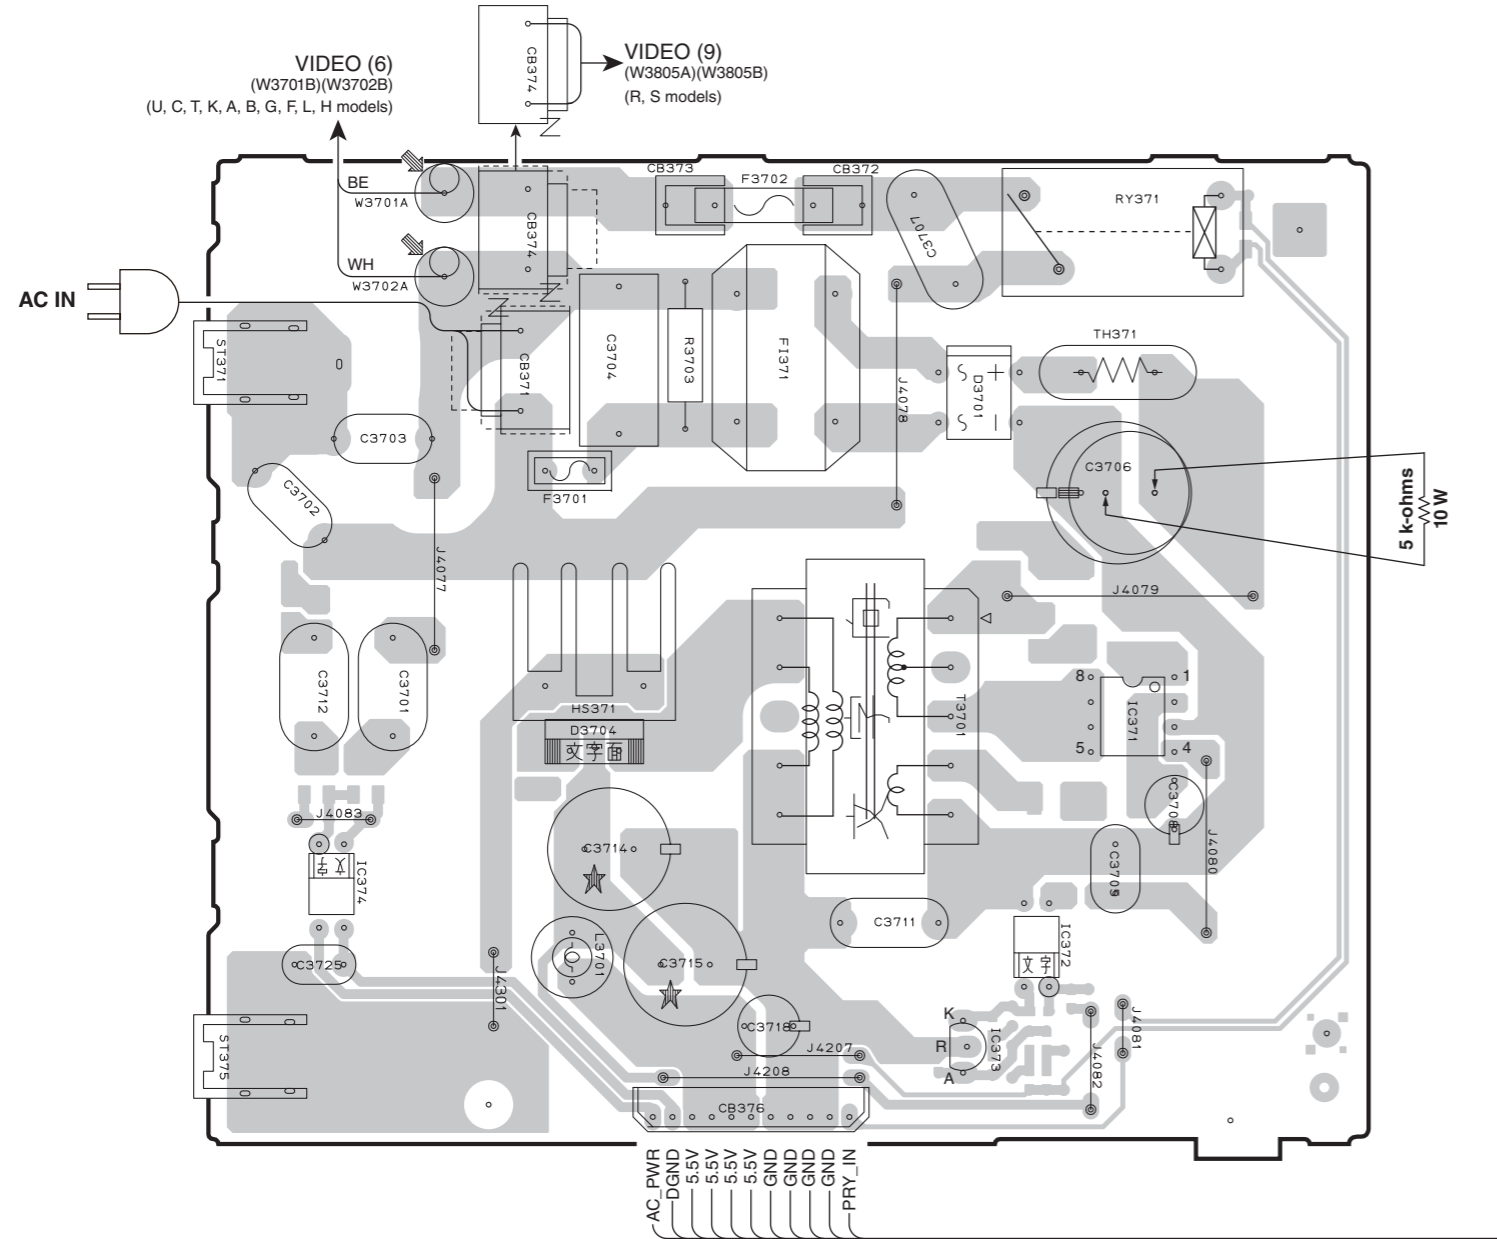 VIDEO (6)
(W3701B)(W3702B)
(U, C, T, K, A, B, G, F, L, H models)
CB374
VIDEO (9)
(W3805A)(W3805B)
(R, S models)
BE
W3701A
WH
W3702A
CB374
CB373
F3702
CB372
C3707
RY371
AC IN
ST371
C3703
C3702
CB371
C3704
R3703
FI371
J4078
D3701
TH371
C3706
F3701
5 k-ohms
10 W
J4077
J4079
C3712
C3701
HS371
D3704
文字面
T3701
8
1
IC371
5
4
C3708
J4080
J4083
文字
IC374
C3714
C3709
C3711
L3701
C3715
IC372
文字
C3725
J4301
C3718
J4207
J4208
K
R
A
IC373
J4082
J4081
ST375
CB376
AC_PWR
DGND
5.5V
5.5V
5.5V
5.5V
GND
GND
GND
GND
PRY_IN